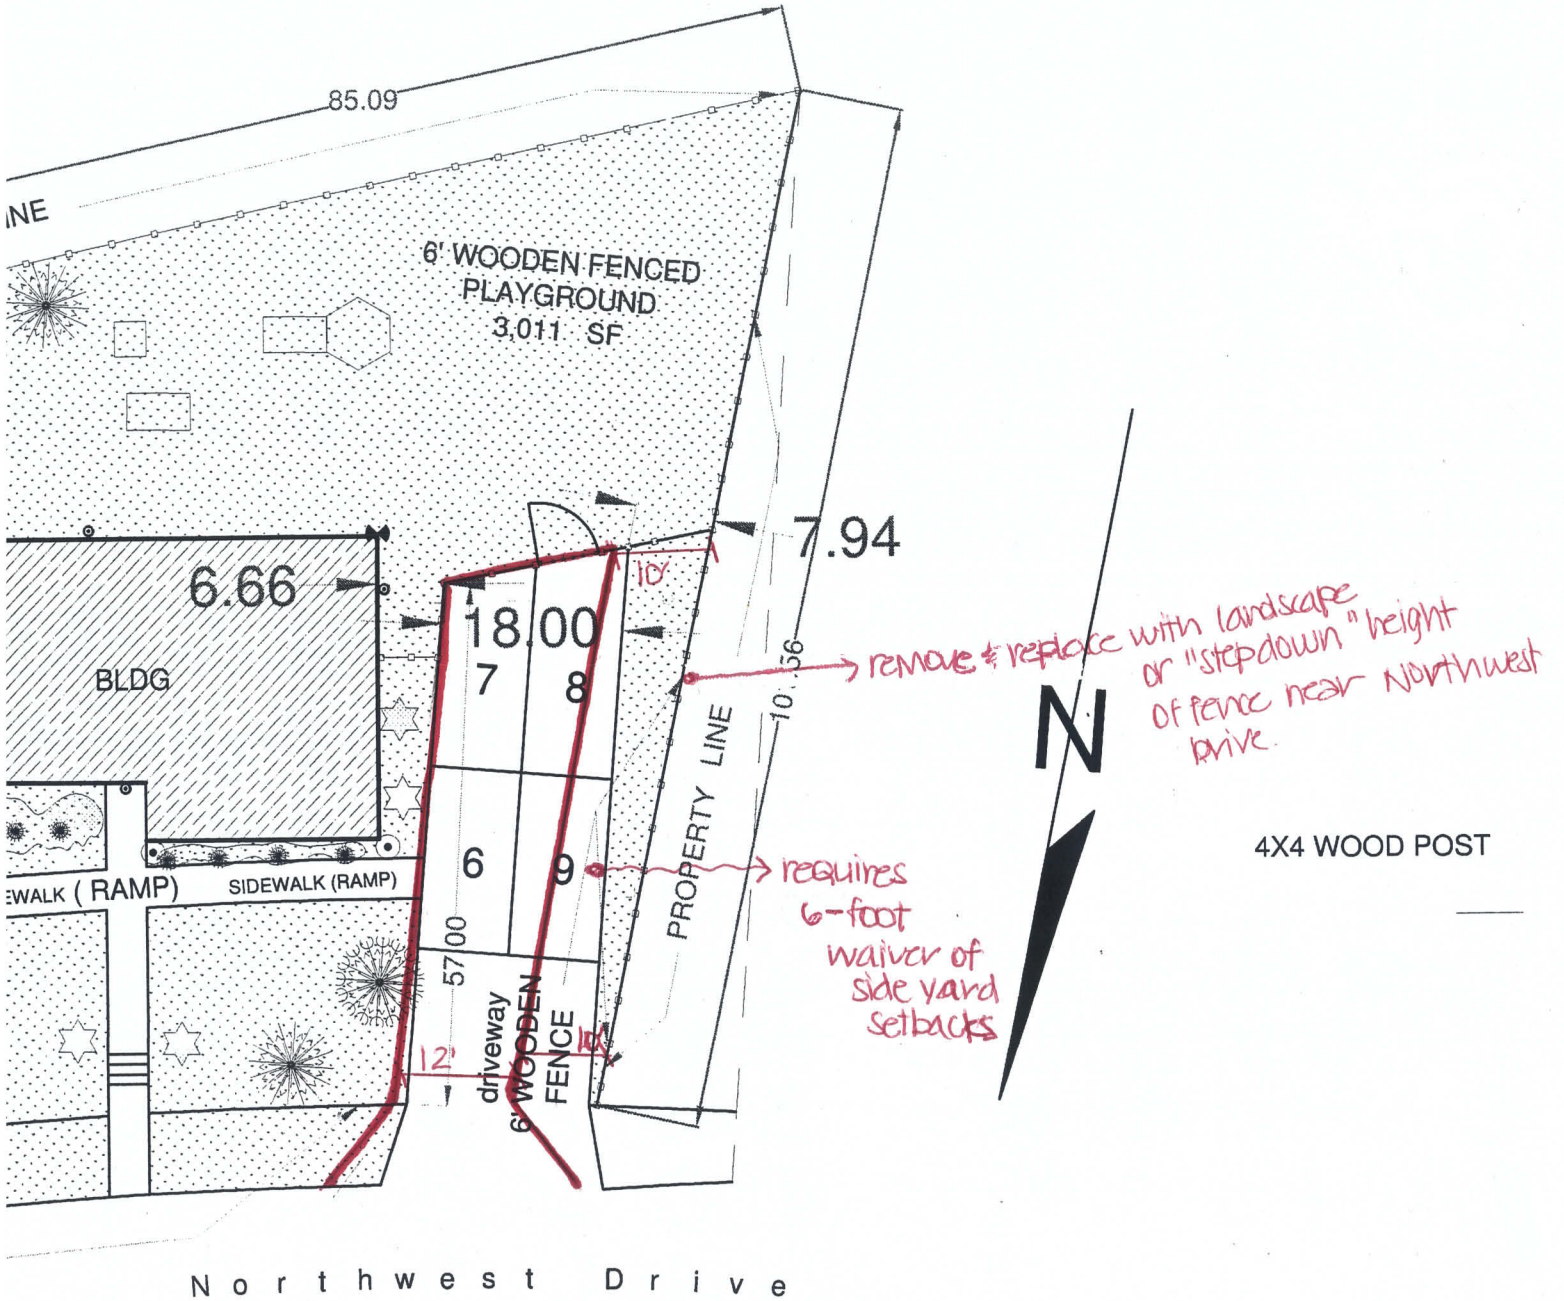 85.09
INE
6' WOODEN FENCED
PLAYGROUND
3,011 SF
7.94
6.66
10'
18.00
7
8
BLDG
remove & replace with landscape
or "stepdown" height
of fence near Northwest
Drive.
N
PROPERTY LINE
4X4 WOOD POST
6
9
requires
6-foot
waiver of
side yard
setbacks
EWALK ( RAMP)
SIDEWALK (RAMP)
57.00
driveway
6' WOODEN
FENCE
12'
10'
Northwest Drive